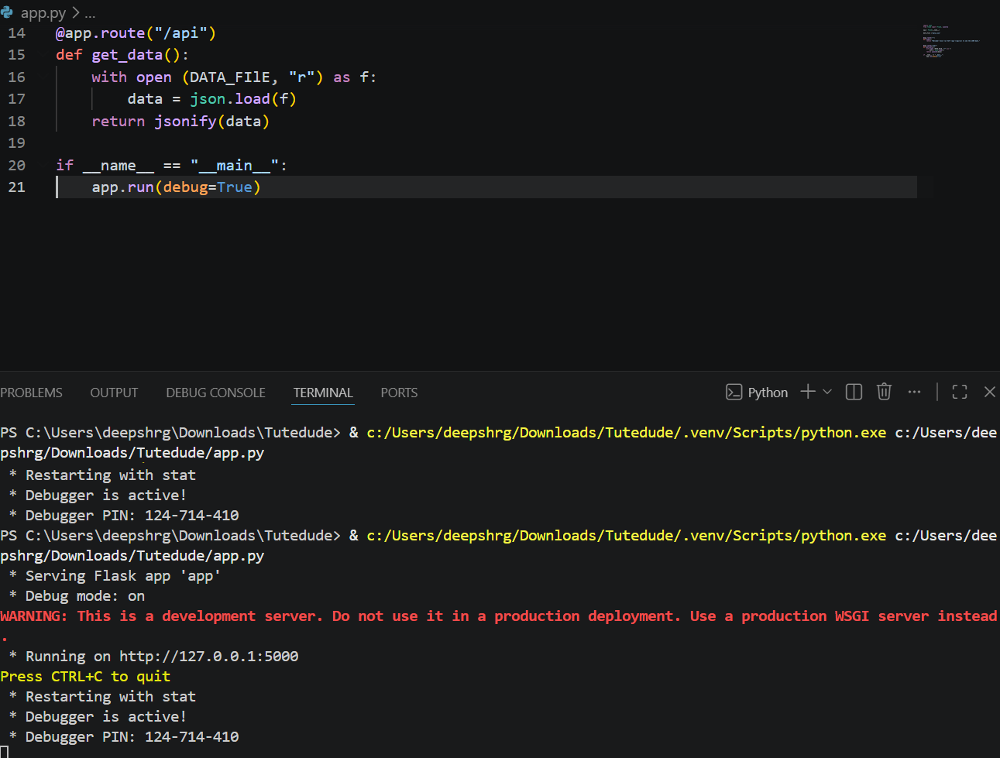 app.py > ...
14 @app.route("/api")
15 def get_data():
16     with open (DATA_FIlE, "r") as f:
17         data = json.load(f)
18     return jsonify(data)
19
20 if __name__ == "__main__":
21     app.run(debug=True)
PROBLEMS OUTPUT DEBUG CONSOLE TERMINAL PORTS Python
PS C:\Users\deepshrg\Downloads\Tutedude> & c:/Users/deepshrg/Downloads/Tutedude/.venv/Scripts/python.exe c:/Users/dee
pshrg/Downloads/Tutedude/app.py
 * Restarting with stat
 * Debugger is active!
 * Debugger PIN: 124-714-410
PS C:\Users\deepshrg\Downloads\Tutedude> & c:/Users/deepshrg/Downloads/Tutedude/.venv/Scripts/python.exe c:/Users/dee
pshrg/Downloads/Tutedude/app.py
 * Serving Flask app 'app'
 * Debug mode: on
WARNING: This is a development server. Do not use it in a production deployment. Use a production WSGI server instead
.
 * Running on http://127.0.0.1:5000
Press CTRL+C to quit
 * Restarting with stat
 * Debugger is active!
 * Debugger PIN: 124-714-410